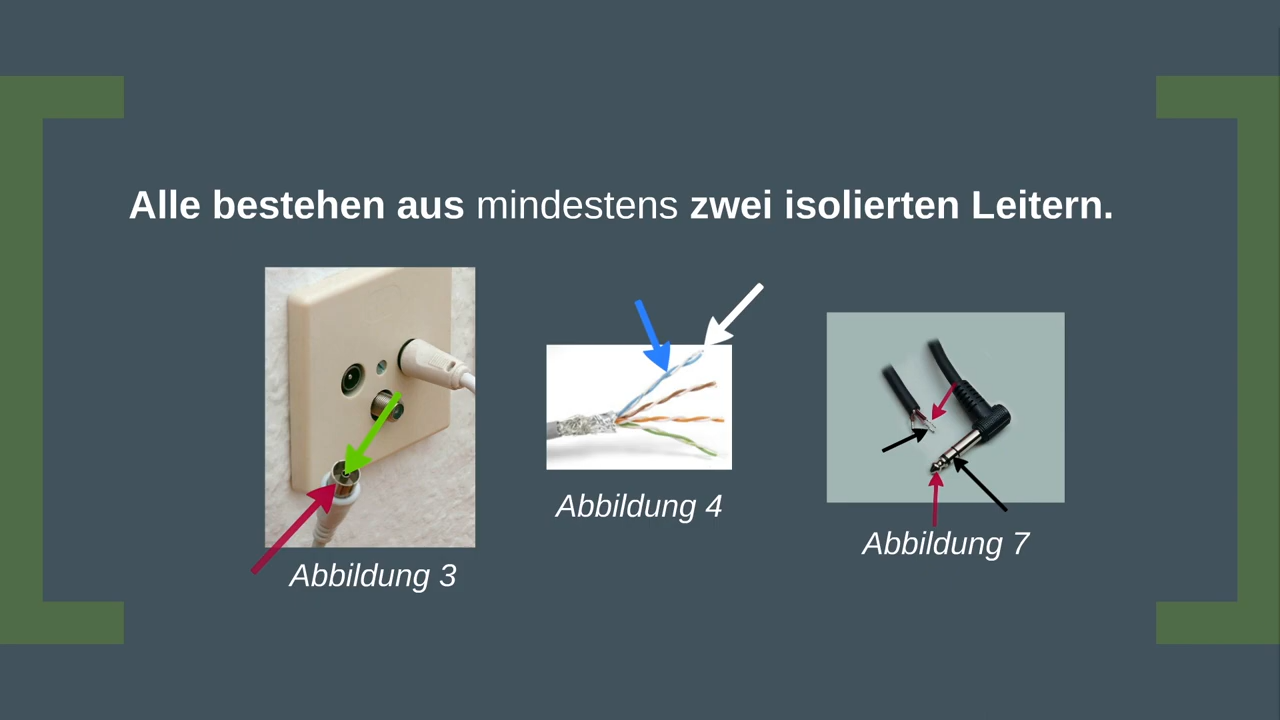 Alle bestehen aus mindestens zwei isolierten Leitern.
Abbildung 3
Abbildung 4
Abbildung 7